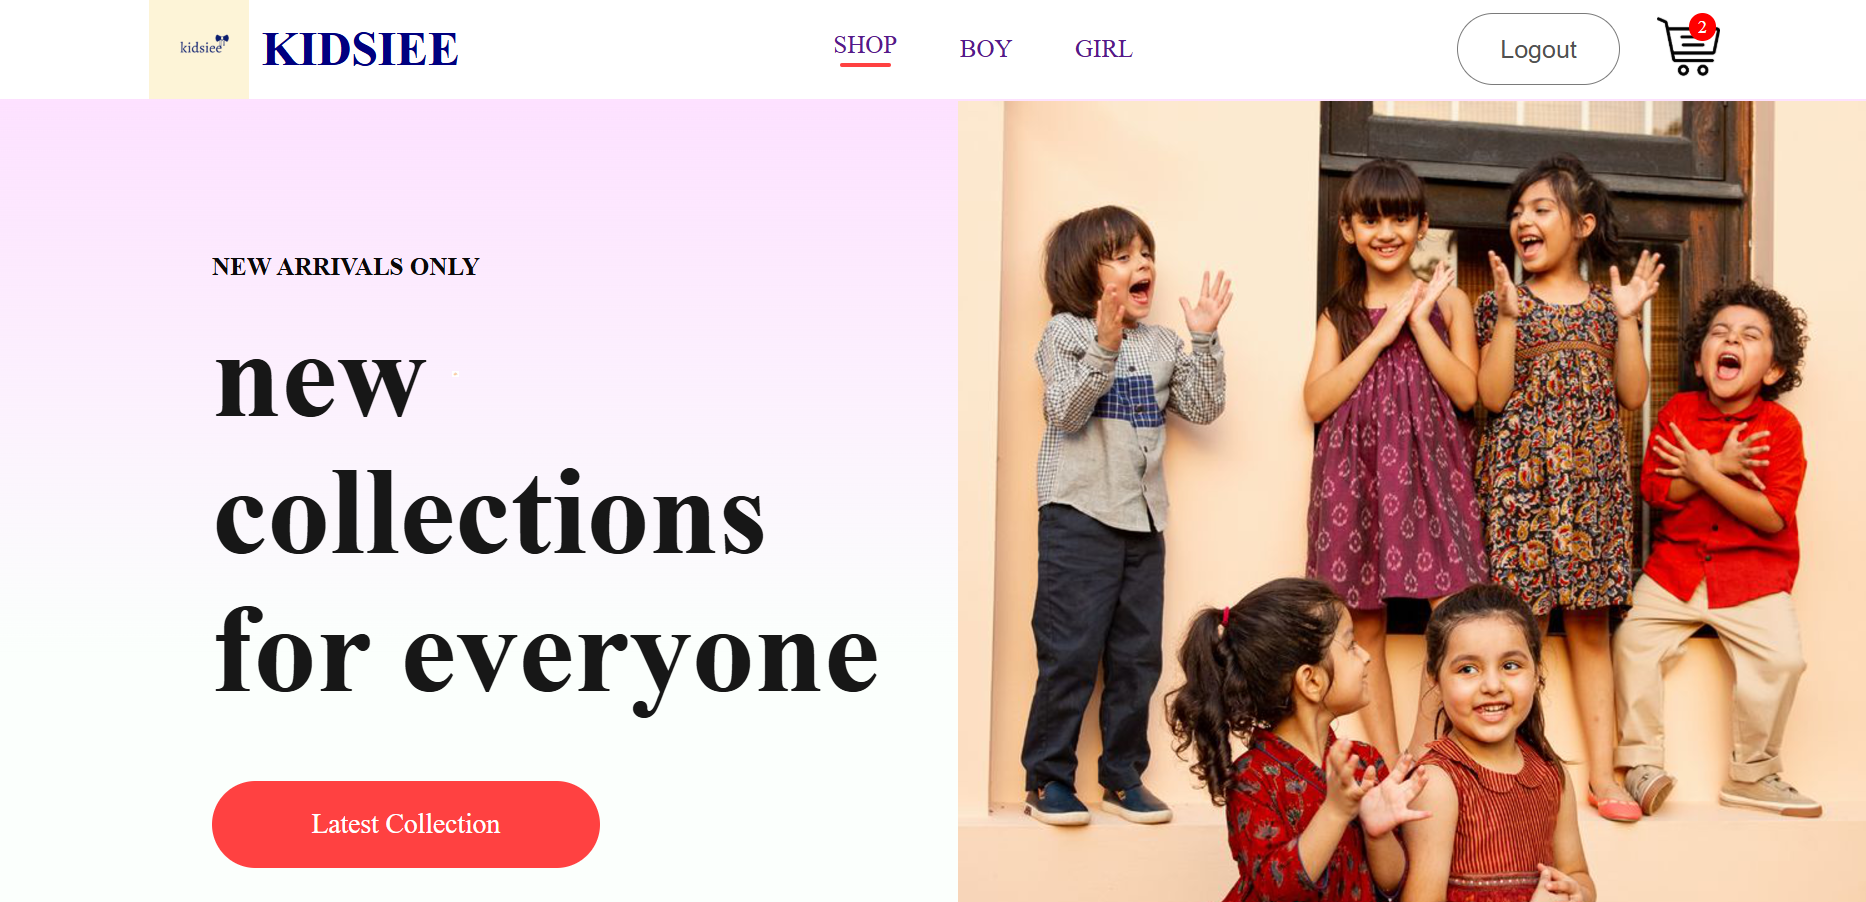 kidsiee
KIDSIEE
SHOP
BOY
GIRL
Logout
2
NEW ARRIVALS ONLY
new
collections
for everyone
Latest Collection